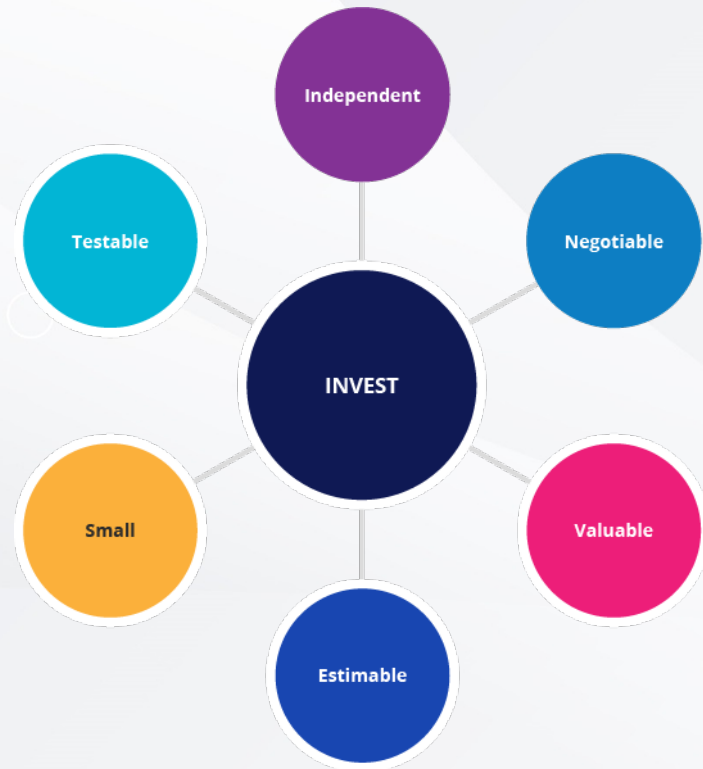 Independent
Negotiable
Valuable
Estimable
Small
Testable
INVEST